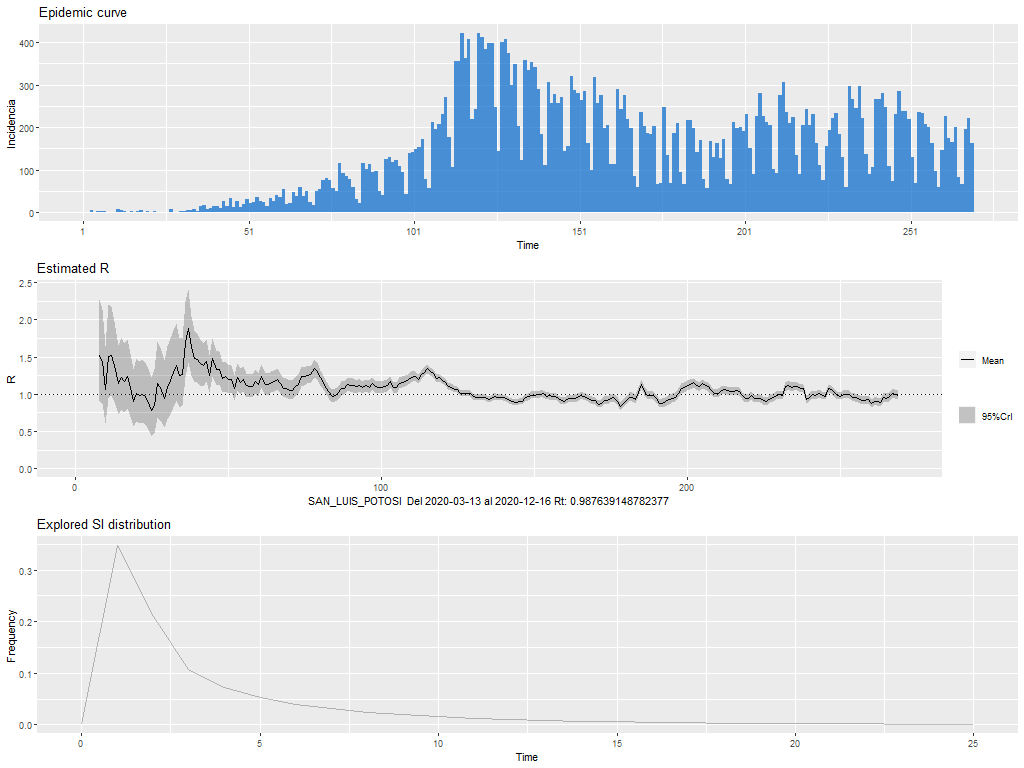 Epidemic curve
400
300
200
100
0
Incidencia
1 51 101 151 201 251
Time
Estimated R
2.5
2.0
1.5
1.0
0.5
0.0
R
Mean
95%CrI
0 100 200
SAN_LUIS_POTOSI Del 2020-03-13 al 2020-12-16 Rt: 0.987639148782377
Explored SI distribution
0.3
0.2
0.1
0.0
Frequency
0 5 10 15 20 25
Time